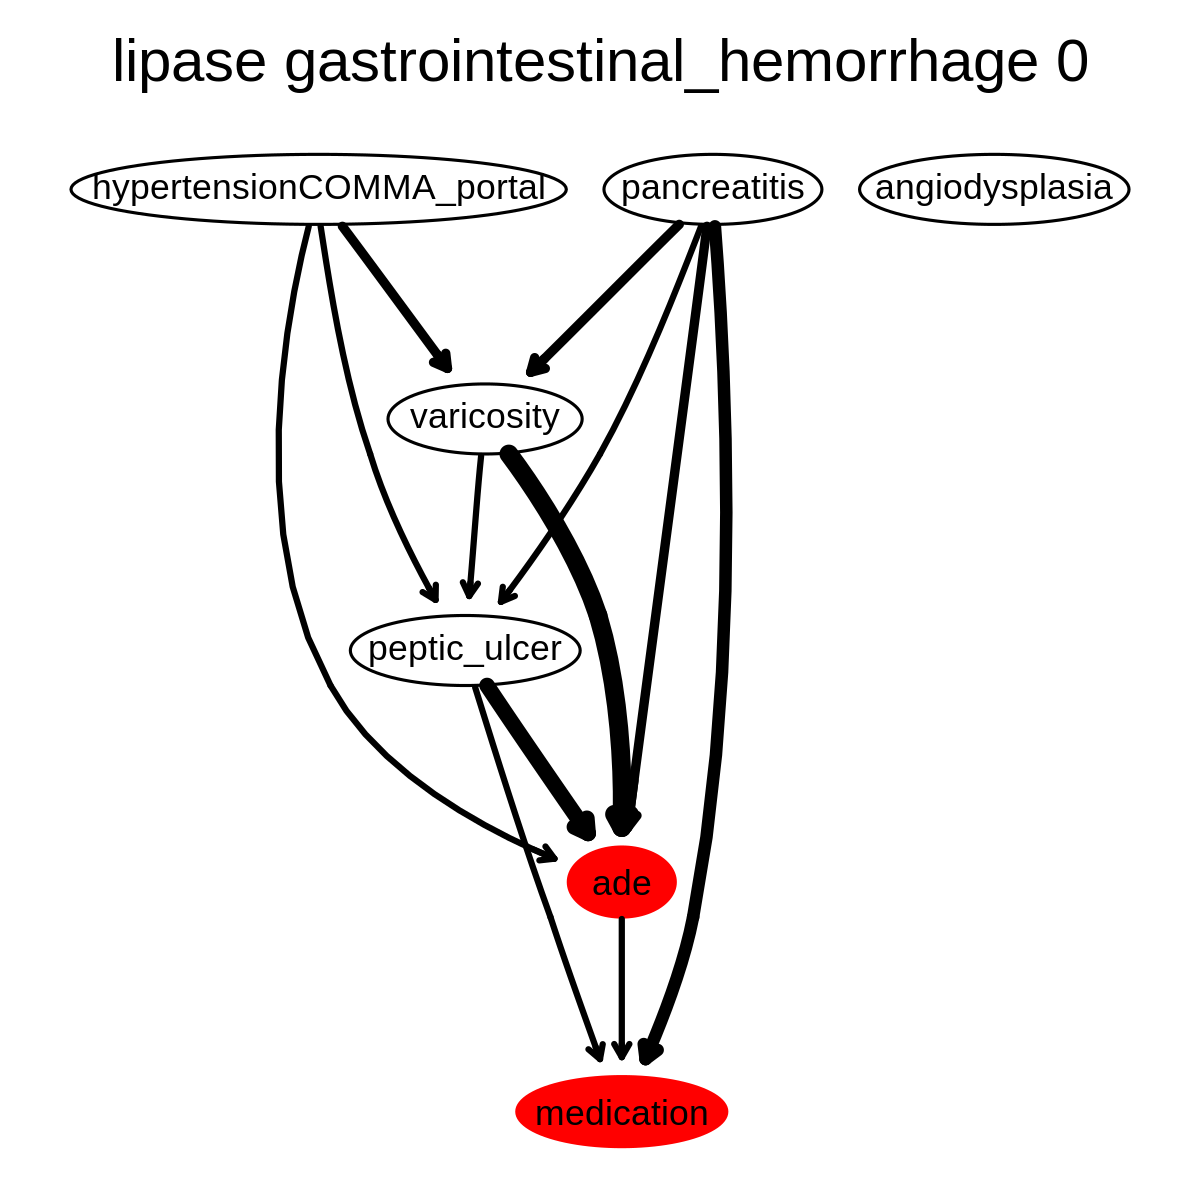 lipase gastrointestinal_hemorrhage 0
hypertensionCOMMA_portal
pancreatitis
angiodysplasia
varicosity
peptic_ulcer
ade
medication